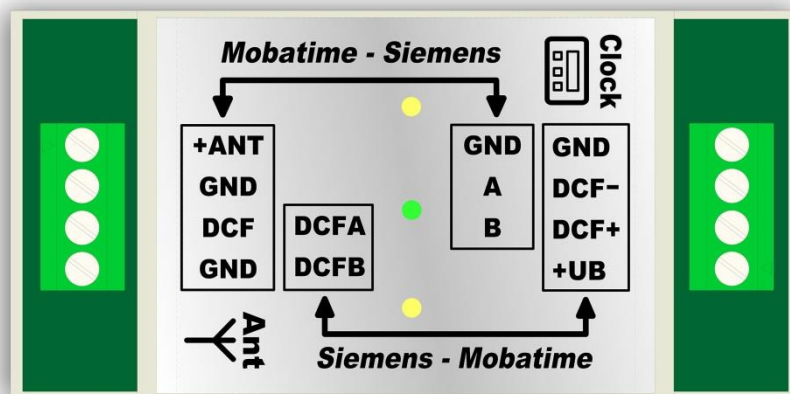 Mobatime - Siemens
Clock
+ANT
GND
DCF
GND
DCFA
DCFB
GND
A
B
GND
DCF-
DCF+
+UB
Ant
Siemens - Mobatime